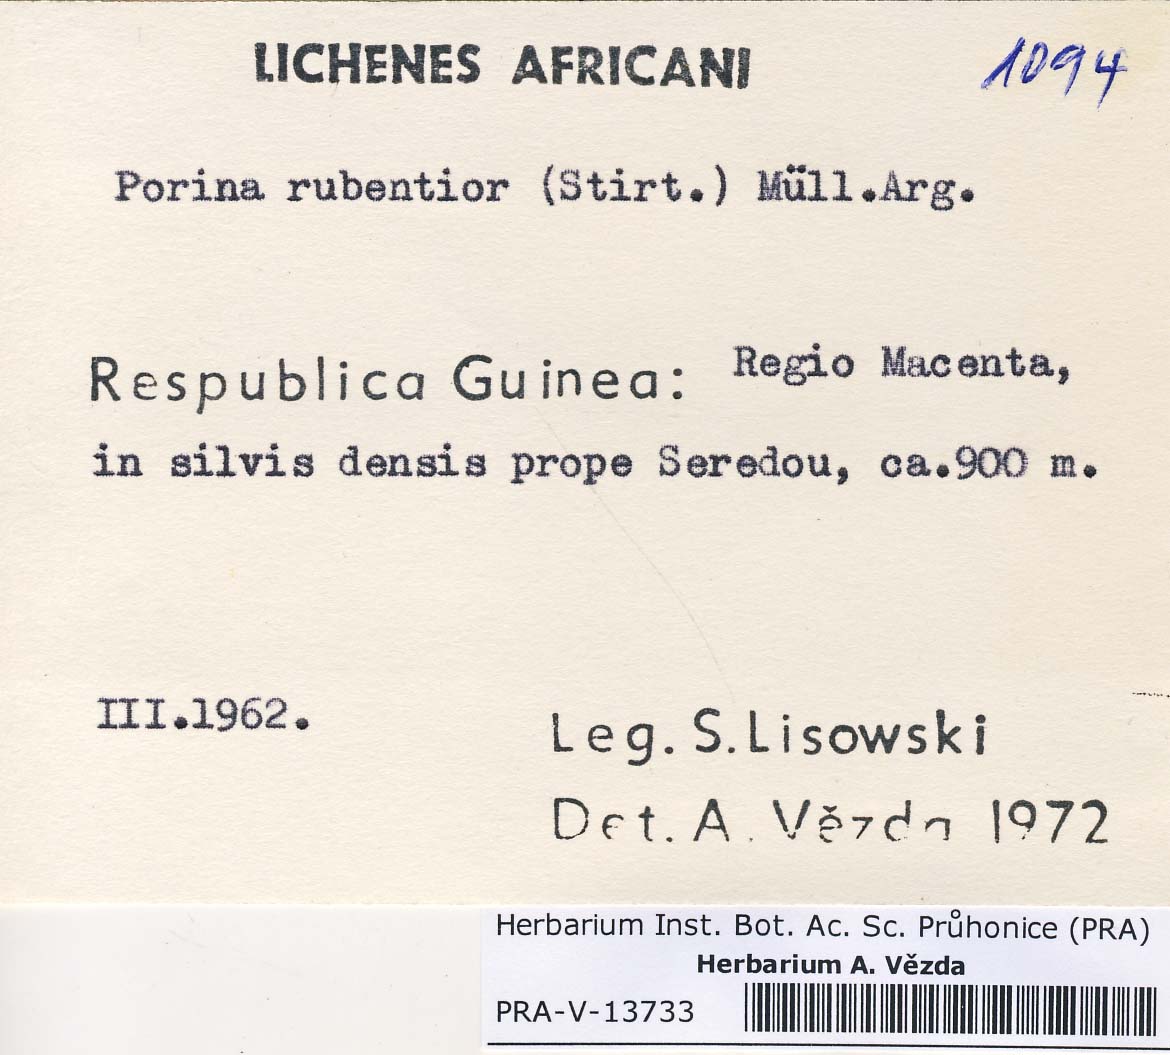 LICHENES AFRICANI 1094
Porina rubentior (Stirt.) Müll.Arg.
Respublica Guinea: Regio Macenta,
in silvis densis prope Seredou, ca.900 m.
III.1962.
Leg. S. Lisowski
Det. A. Vězda 1972
Herbarium Inst. Bot. Ac. Sc. Průhonice (PRA)
Herbarium A. Vězda
PRA-V-13733